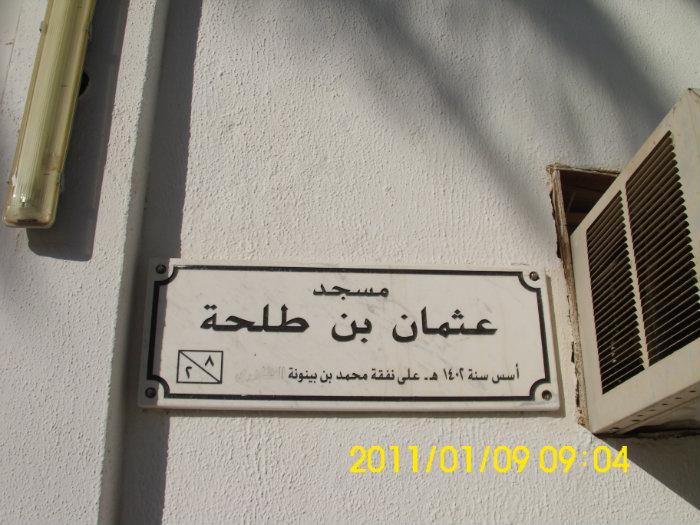 مسجد
عثمان بن طلحة
أسس سنة ١٤٠٢ هـ على نفقة محمد بن بينونة
٨
٢
2011/01/09 09:04